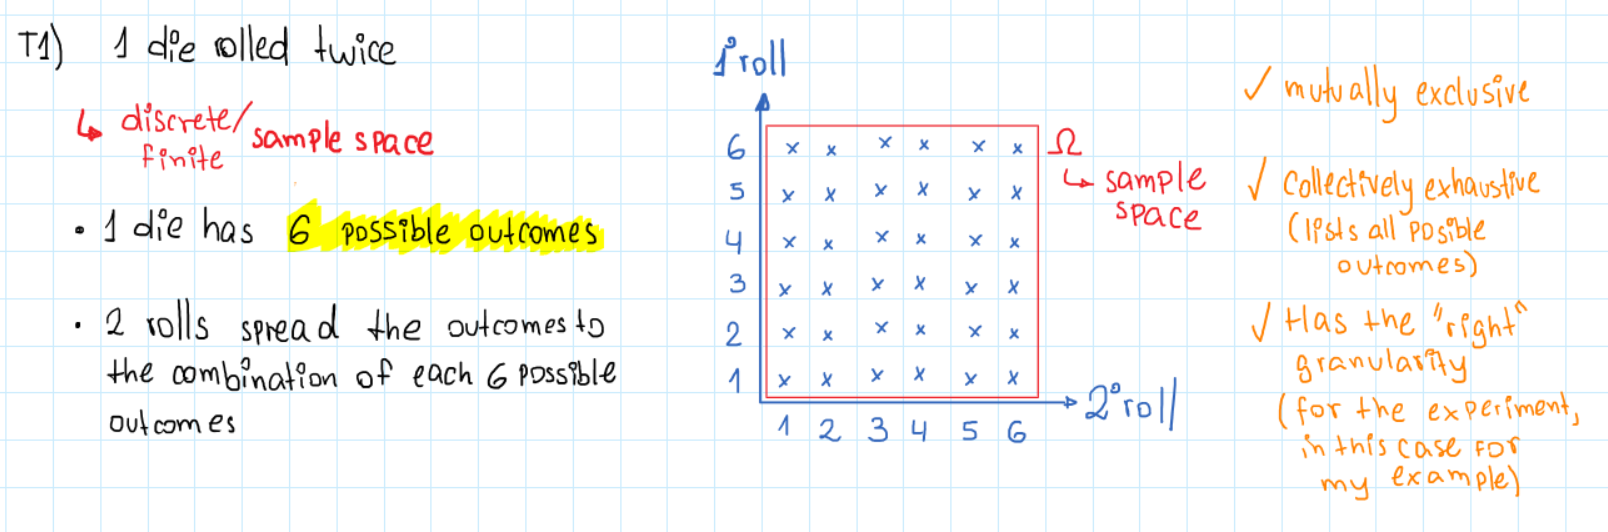 T1) 1 die rolled twice
↳ discrete/
finite
sample space
• 1 die has 6 possible outcomes
• 2 rolls spread the outcomes to
the combination of each 6 possible
outcomes
1° roll
6
5
4
3
2
1
1 2 3 4 5 6
2° roll
Ω
↳ sample
space
✓ mutually exclusive
✓ Collectively exhaustive
(lists all posible
outcomes)
✓ Has the "right"
granularity
(for the experiment,
in this case for
my example)